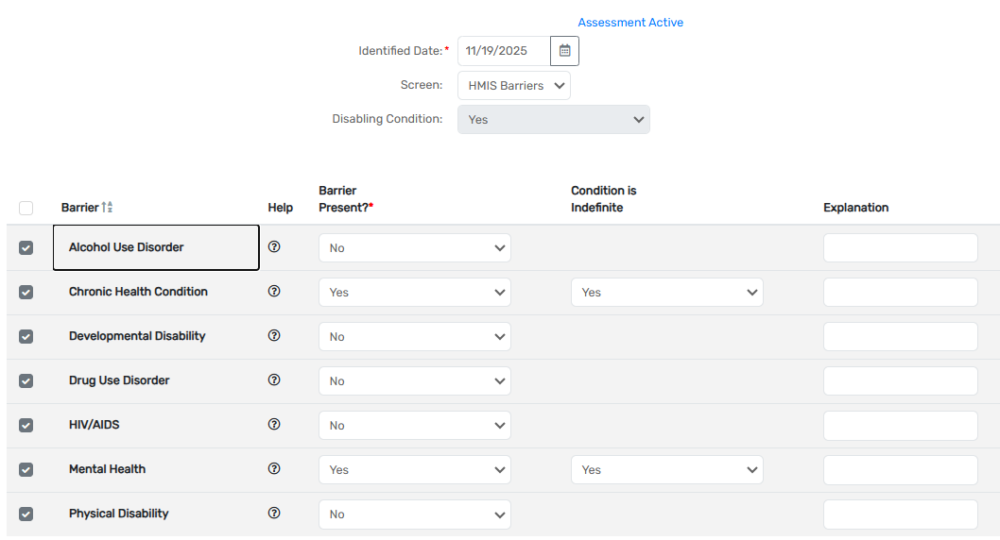 Assessment Active
Identified Date:* 11/19/2025
Screen: HMIS Barriers
Disabling Condition: Yes
Barrier Help Barrier Present?* Condition is Indefinite Explanation
Alcohol Use Disorder No
Chronic Health Condition Yes Yes
Developmental Disability No
Drug Use Disorder No
HIV/AIDS No
Mental Health Yes Yes
Physical Disability No